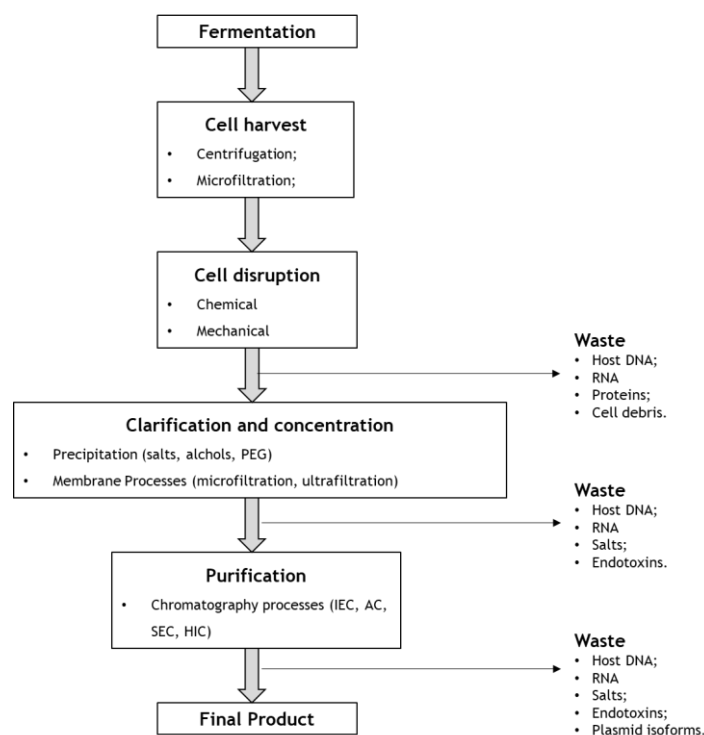 Fermentation
Cell harvest
• Centrifugation;
• Microfiltration;
Cell disruption
• Chemical
• Mechanical
Waste
• Host DNA;
• RNA
• Proteins;
• Cell debris.
Clarification and concentration
• Precipitation (salts, alchols, PEG)
• Membrane Processes (microfiltration, ultrafiltration)
Waste
• Host DNA;
• RNA
• Salts;
• Endotoxins.
Purification
• Chromatography processes (IEC, AC,
SEC, HIC)
Waste
• Host DNA;
• RNA
• Salts;
• Endotoxins;
• Plasmid isoforms.
Final Product